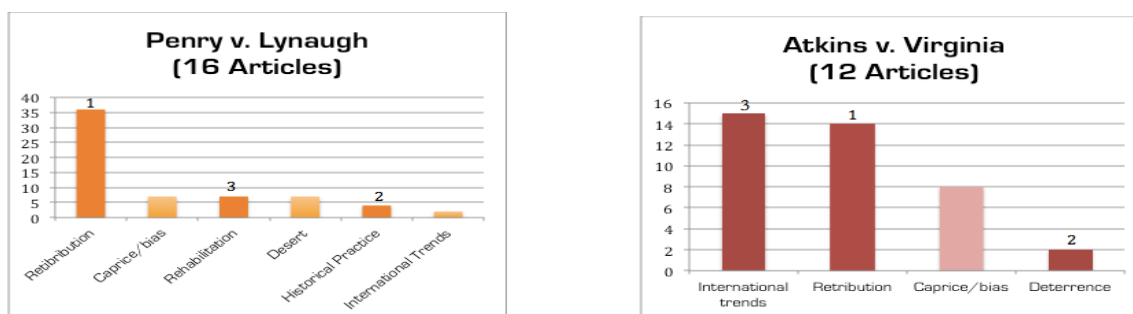 Penry v. Lynaugh
(16 Articles)
40
35
30
25
20
15
10
5
0
1
3
2
Retibribution
Caprice/bias
Rehabilitation
Desert
Historical Practice
International Trends
Atkins v. Virginia
(12 Articles)
16
14
12
10
8
6
4
2
0
3
1
2
International
trends
Retribution
Caprice/bias
Deterrence